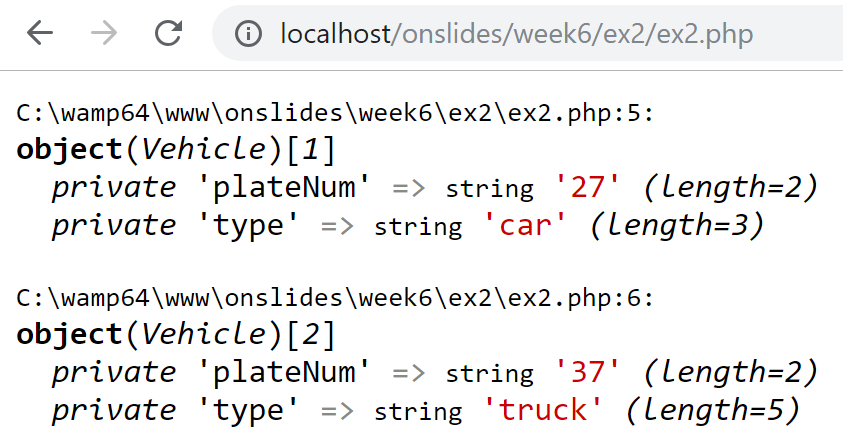 localhost/onslides/week6/ex2/ex2.php
C:\wamp64\www\onslides\week6\ex2\ex2.php:5:
object(Vehicle)[1]
  private 'plateNum' => string '27' (length=2)
  private 'type' => string 'car' (length=3)
C:\wamp64\www\onslides\week6\ex2\ex2.php:6:
object(Vehicle)[2]
  private 'plateNum' => string '37' (length=2)
  private 'type' => string 'truck' (length=5)